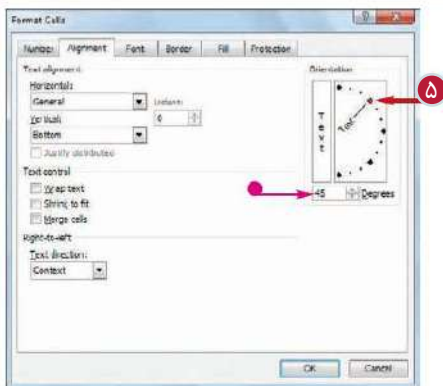 Format Cells
Number Alignment Font Border Fill Protection
Text alignment
Horizontal:
General
Indent:
Vertical:
0
Bottom
Justify distributed
Text control
Wrap text
Shrink to fit
Merge cells
Right-to-left
Text direction:
Context
Orientation
Text
Text
45 Degrees
۵
OK Cancel